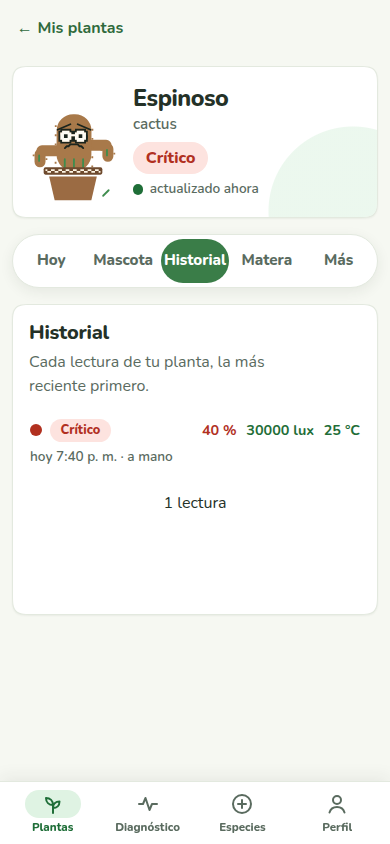 ← Mis plantas
Espinoso
cactus
Crítico
actualizado ahora
Hoy Mascota Historial Matera Más
Historial
Cada lectura de tu planta, la más
reciente primero.
Crítico 40 % 30000 lux 25 °C
hoy 7:40 p. m. · a mano
1 lectura
Plantas Diagnóstico Especies Perfil